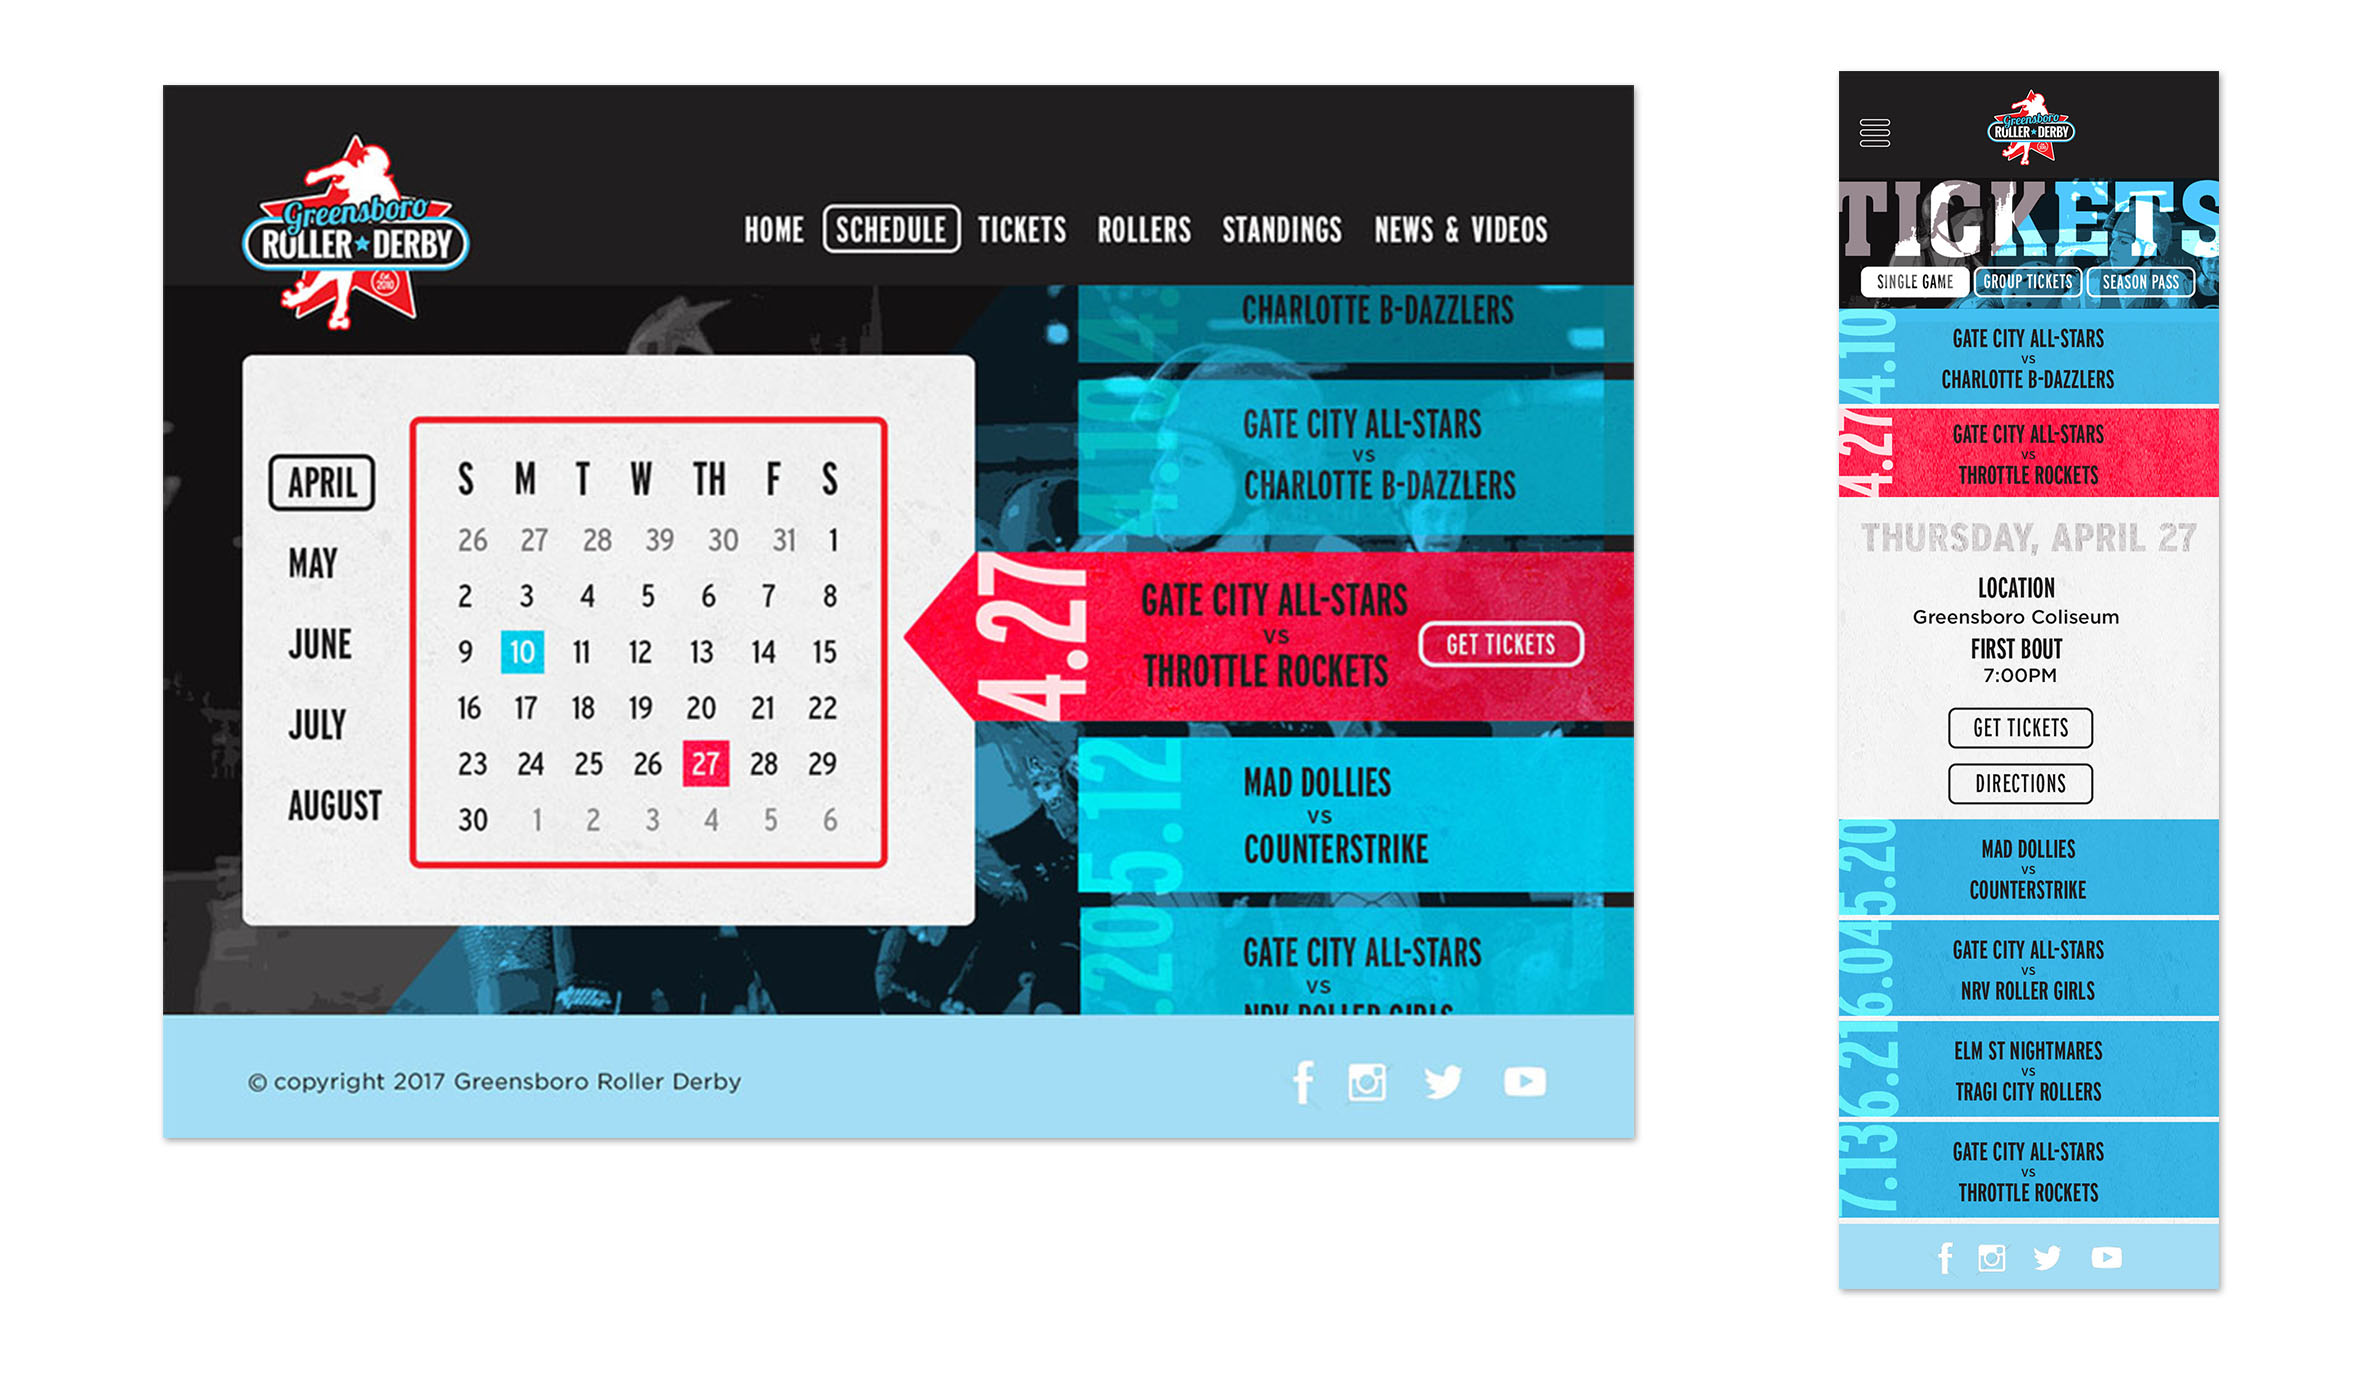 Greensboro
ROLLER★DERBY
Est.
2010
HOME SCHEDULE TICKETS ROLLERS STANDINGS NEWS & VIDEOS
APRIL
MAY
JUNE
JULY
AUGUST
S M T W TH F S
26 27 28 39 30 31 1
2 3 4 5 6 7 8
9 10 11 12 13 14 15
16 17 18 19 20 21 22
23 24 25 26 27 28 29
30 1 2 3 4 5 6
CHARLOTTE B-DAZZLERS
4.10
GATE CITY ALL-STARS
vs
CHARLOTTE B-DAZZLERS
4.27
GATE CITY ALL-STARS
vs
THROTTLE ROCKETS
GET TICKETS
5.12
MAD DOLLIES
vs
COUNTERSTRIKE
.20
GATE CITY ALL-STARS
vs
NRV ROLLER GIRLS
© copyright 2017 Greensboro Roller Derby
Greensboro
ROLLER★DERBY
TICKETS
SINGLE GAME GROUP TICKETS SEASON PASS
4.10
GATE CITY ALL-STARS
vs
CHARLOTTE B-DAZZLERS
4.27
GATE CITY ALL-STARS
vs
THROTTLE ROCKETS
THURSDAY, APRIL 27
LOCATION
Greensboro Coliseum
FIRST BOUT
7:00PM
GET TICKETS
DIRECTIONS
5.20
MAD DOLLIES
vs
COUNTERSTRIKE
6.04
GATE CITY ALL-STARS
vs
NRV ROLLER GIRLS
6.21
ELM ST NIGHTMARES
vs
TRAGI CITY ROLLERS
7.13
GATE CITY ALL-STARS
vs
THROTTLE ROCKETS